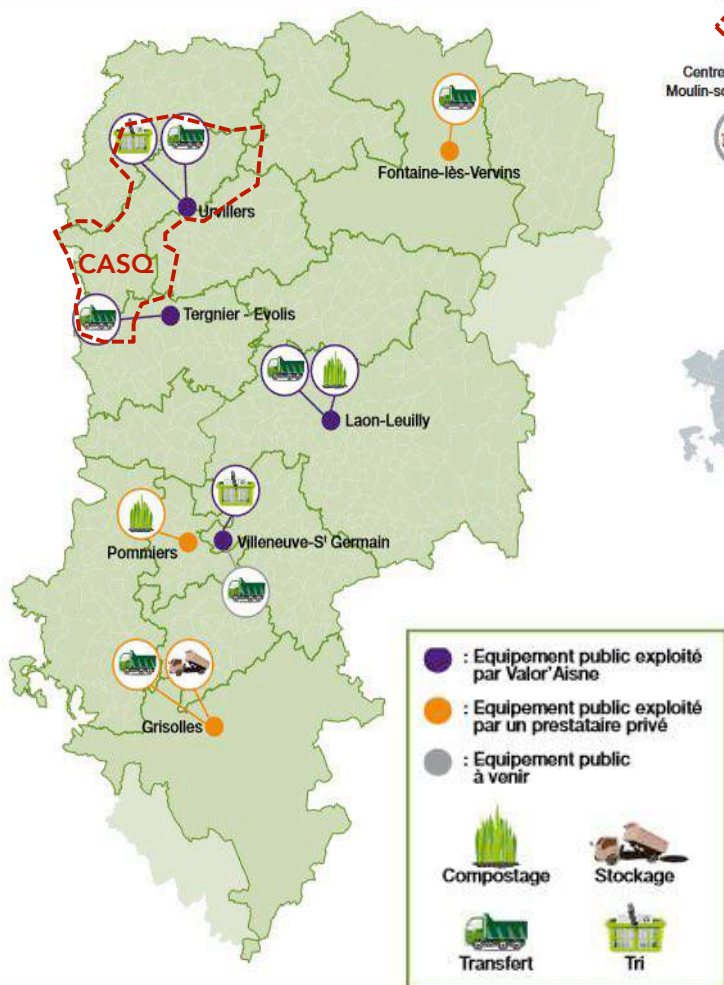 Centre
Moulin-so
Fontaine-lès-Vervins
Urvillers
CASQ
Tergnier - Evolis
Laon-Leuilly
Pommiers
Villeneuve-St Germain
Grisolles
: Equipement public exploité
par Valor'Aisne
: Equipement public exploité
par un prestataire privé
: Equipement public
à venir
Compostage
Stockage
Transfert
Tri